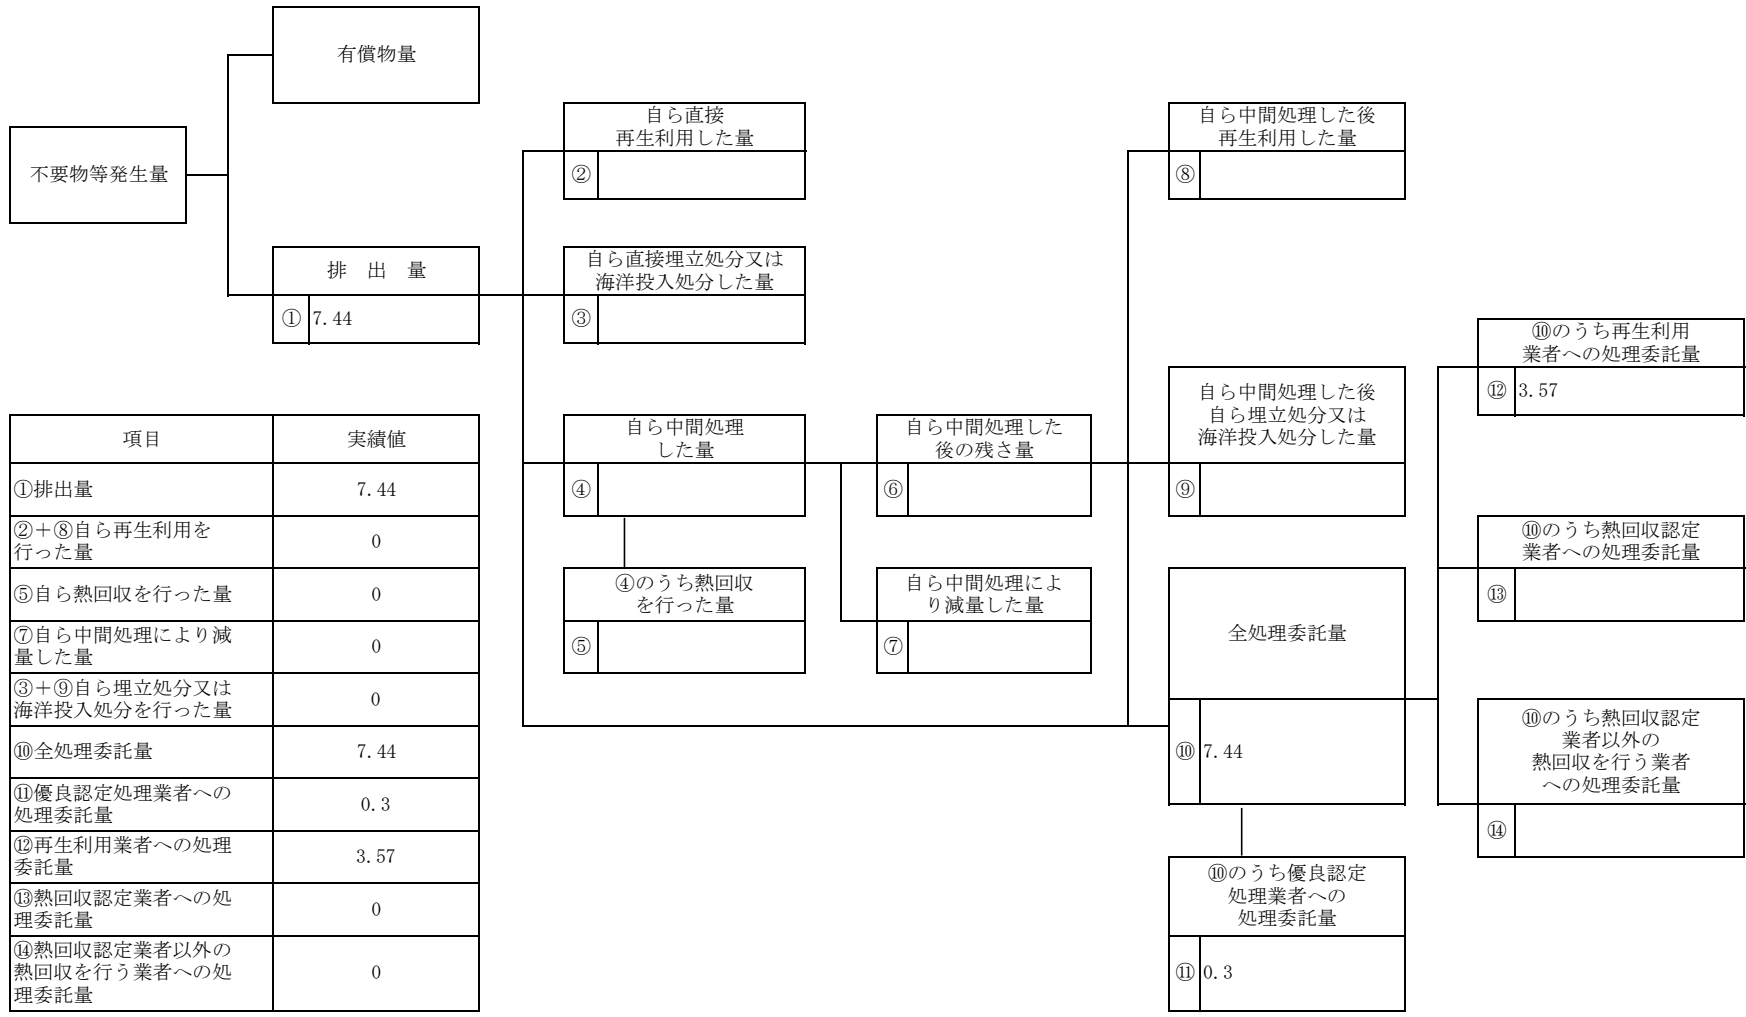 有償物量
不要物等発生量
排　出　量
① 7.44
自ら直接
再生利用した量
②
自ら直接埋立処分又は
海洋投入処分した量
③
自ら中間処理
した量
④
④のうち熱回収
を行った量
⑤
自ら中間処理した
後の残さ量
⑥
自ら中間処理によ
り減量した量
⑦
自ら中間処理した後
再生利用した量
⑧
自ら中間処理した後
自ら埋立処分又は
海洋投入処分した量
⑨
全処理委託量
⑩ 7.44
⑩のうち優良認定
処理業者への
処理委託量
⑪ 0.3
⑩のうち再生利用
業者への処理委託量
⑫ 3.57
⑩のうち熱回収認定
業者への処理委託量
⑬
⑩のうち熱回収認定
業者以外の
熱回収を行う業者
への処理委託量
⑭
項目 実績値
①排出量 7.44
②＋⑧自ら再生利用を
行った量 0
⑤自ら熱回収を行った量 0
⑦自ら中間処理により減
量した量 0
③＋⑨自ら埋立処分又は
海洋投入処分を行った量 0
⑩全処理委託量 7.44
⑪優良認定処理業者への
処理委託量 0.3
⑫再生利用業者への処理
委託量 3.57
⑬熱回収認定業者への処
理委託量 0
⑭熱回収認定業者以外の
熱回収を行う業者への処
理委託量 0